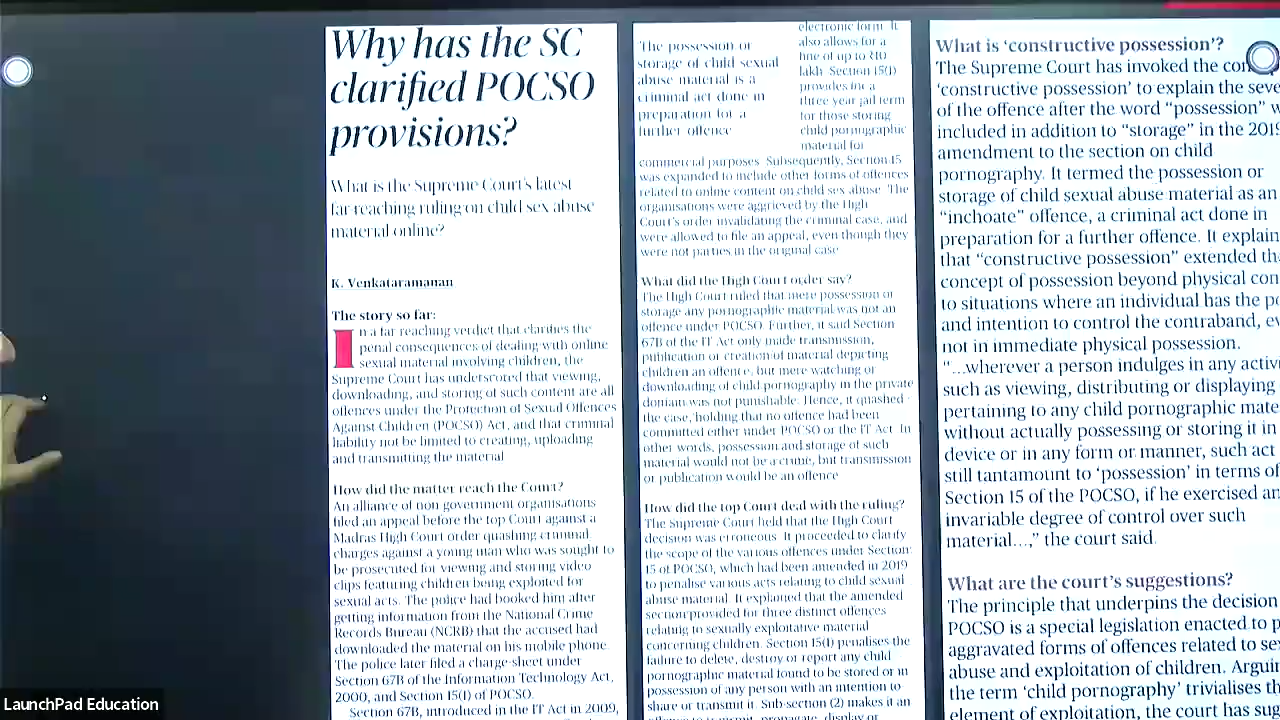 Why has the SC
clarified POCSO
provisions?
What is the Supreme Court's latest
far reaching ruling on child sex abuse
material online?
K. Venkataramanan
The story so far:
In a far reaching verdict that clarifies the
penal consequences of dealing with online
sexual material involving children, the
Supreme Court has underscored that viewing,
downloading, and storing of such content are all
offences under the Protection of Sexual Offences
Against Children (POCSO) Act, and that criminal
liability not be limited to creating, uploading
and transmitting the material
How did the matter reach the Court?
An alliance of non government organisations
filed an appeal before the top Court against a
Madras High Court order quashing criminal
charges against a young man who was sought to
be prosecuted for viewing and storing video
clips featuring children being exploited for
sexual acts. The police had booked him after
getting information from the National Crime
Records Bureau (NCRB) that the accused had
downloaded the material on his mobile phone.
The police later filed a charge-sheet under
Section 67B of the Information Technology Act,
2000, and Section 15(1) of POCSO.
Section 67B, introduced in the IT Act in 2009,
The possession or
storage of child sexual
abuse material is a
criminal act done in
preparation for a
further offence
electronic form. It
also allows for a
fine of up to ₹10
lakh. Section 15(1)
provides for a
three year jail term
for those storing
child pornographic
material for
commercial purposes. Subsequently, Section 15
was expanded to include other forms of offences
related to online content on child sex abuse. The
organisations were aggrieved by the High
Court's order invalidating the criminal case, and
were allowed to file an appeal, even though they
were not parties in the original case
What did the High Court order say?
The High Court ruled that mere possession or
storage any pornographic material was not an
offence under POCSO. Further, it said Section
67B of the IT Act only made transmission,
publication or creation of material depicting
children an offence, but mere watching or
downloading of child pornography in the private
domain was not punishable. Hence, it quashed
the case, holding that no offence had been
committed either under POCSO or the IT Act. In
other words, possession and storage of such
material would not be a crime, but transmission
or publication would be an offence
How did the top Court deal with the ruling?
The Supreme Court held that the High Court
decision was erroneous. It proceeded to clarify
the scope of the various offences under Section
15 of POCSO, which had been amended in 2019
to penalise various acts relating to child sexual
abuse material. It explained that the amended
section provided for three distinct offences
relating to sexually exploitative material
concerning children. Section 15(1) penalises the
failure to delete, destroy or report any child
pornographic material found to be stored or in
possession of any person with an intention to
share or transmit it. Sub-section (2) makes it an
What is 'constructive possession'?
The Supreme Court has invoked the
'constructive possession' to explain the
of the offence after the word "possession"
included in addition to "storage" in the 2019
amendment to the section on child
pornography. It termed the possession or
storage of child sexual abuse material as an
"inchoate" offence, a criminal act done in
preparation for a further offence. It
that "constructive possession" extended
concept of possession beyond physical
to situations where an individual has the
and intention to control the contraband,
not in immediate physical possession.
"...wherever a person indulges in any
such as viewing, distributing or displaying
pertaining to any child pornographic
without actually possessing or storing it in
device or in any form or manner, such act
still tantamount to 'possession' in terms of
Section 15 of the POCSO, if he exercised
invariable degree of control over such
material...," the court said.
What are the court's suggestions?
The principle that underpins the decision
POCSO is a special legislation enacted to
aggravated forms of offences related to
abuse and exploitation of children.
the term 'child pornography' trivialises
element of exploitation, the court has
LaunchPad Education